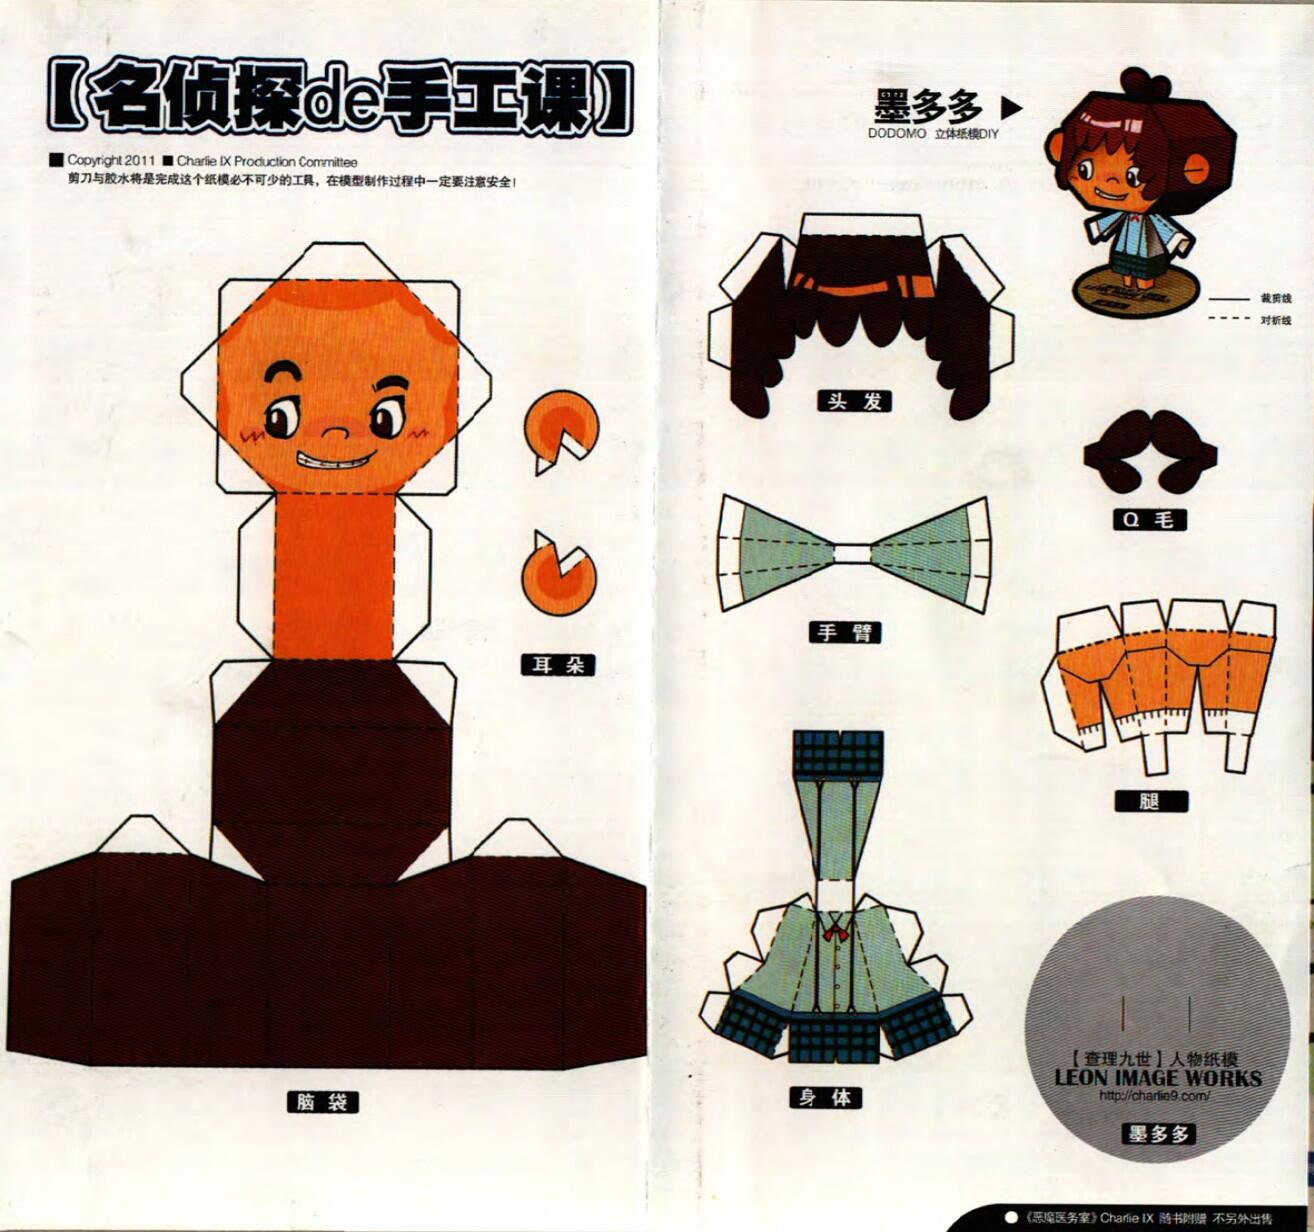 【名侦探de手工课】
■ Copyright 2011 ■ Charlie IX Production Committee
剪刀与胶水将是完成这个纸模必不可少的工具，在模型制作过程中一定要注意安全！
墨多多 ▶
DODOMO 立体纸模DIY
裁剪线
对折线
头 发
Q 毛
手 臂
耳 朵
腿
脑 袋
身 体
【查理九世】人物纸模
LEON IMAGE WORKS
http://charlie9.com/
墨多多
《恶魔医务室》Charlie IX 随书附赠 不另外出售